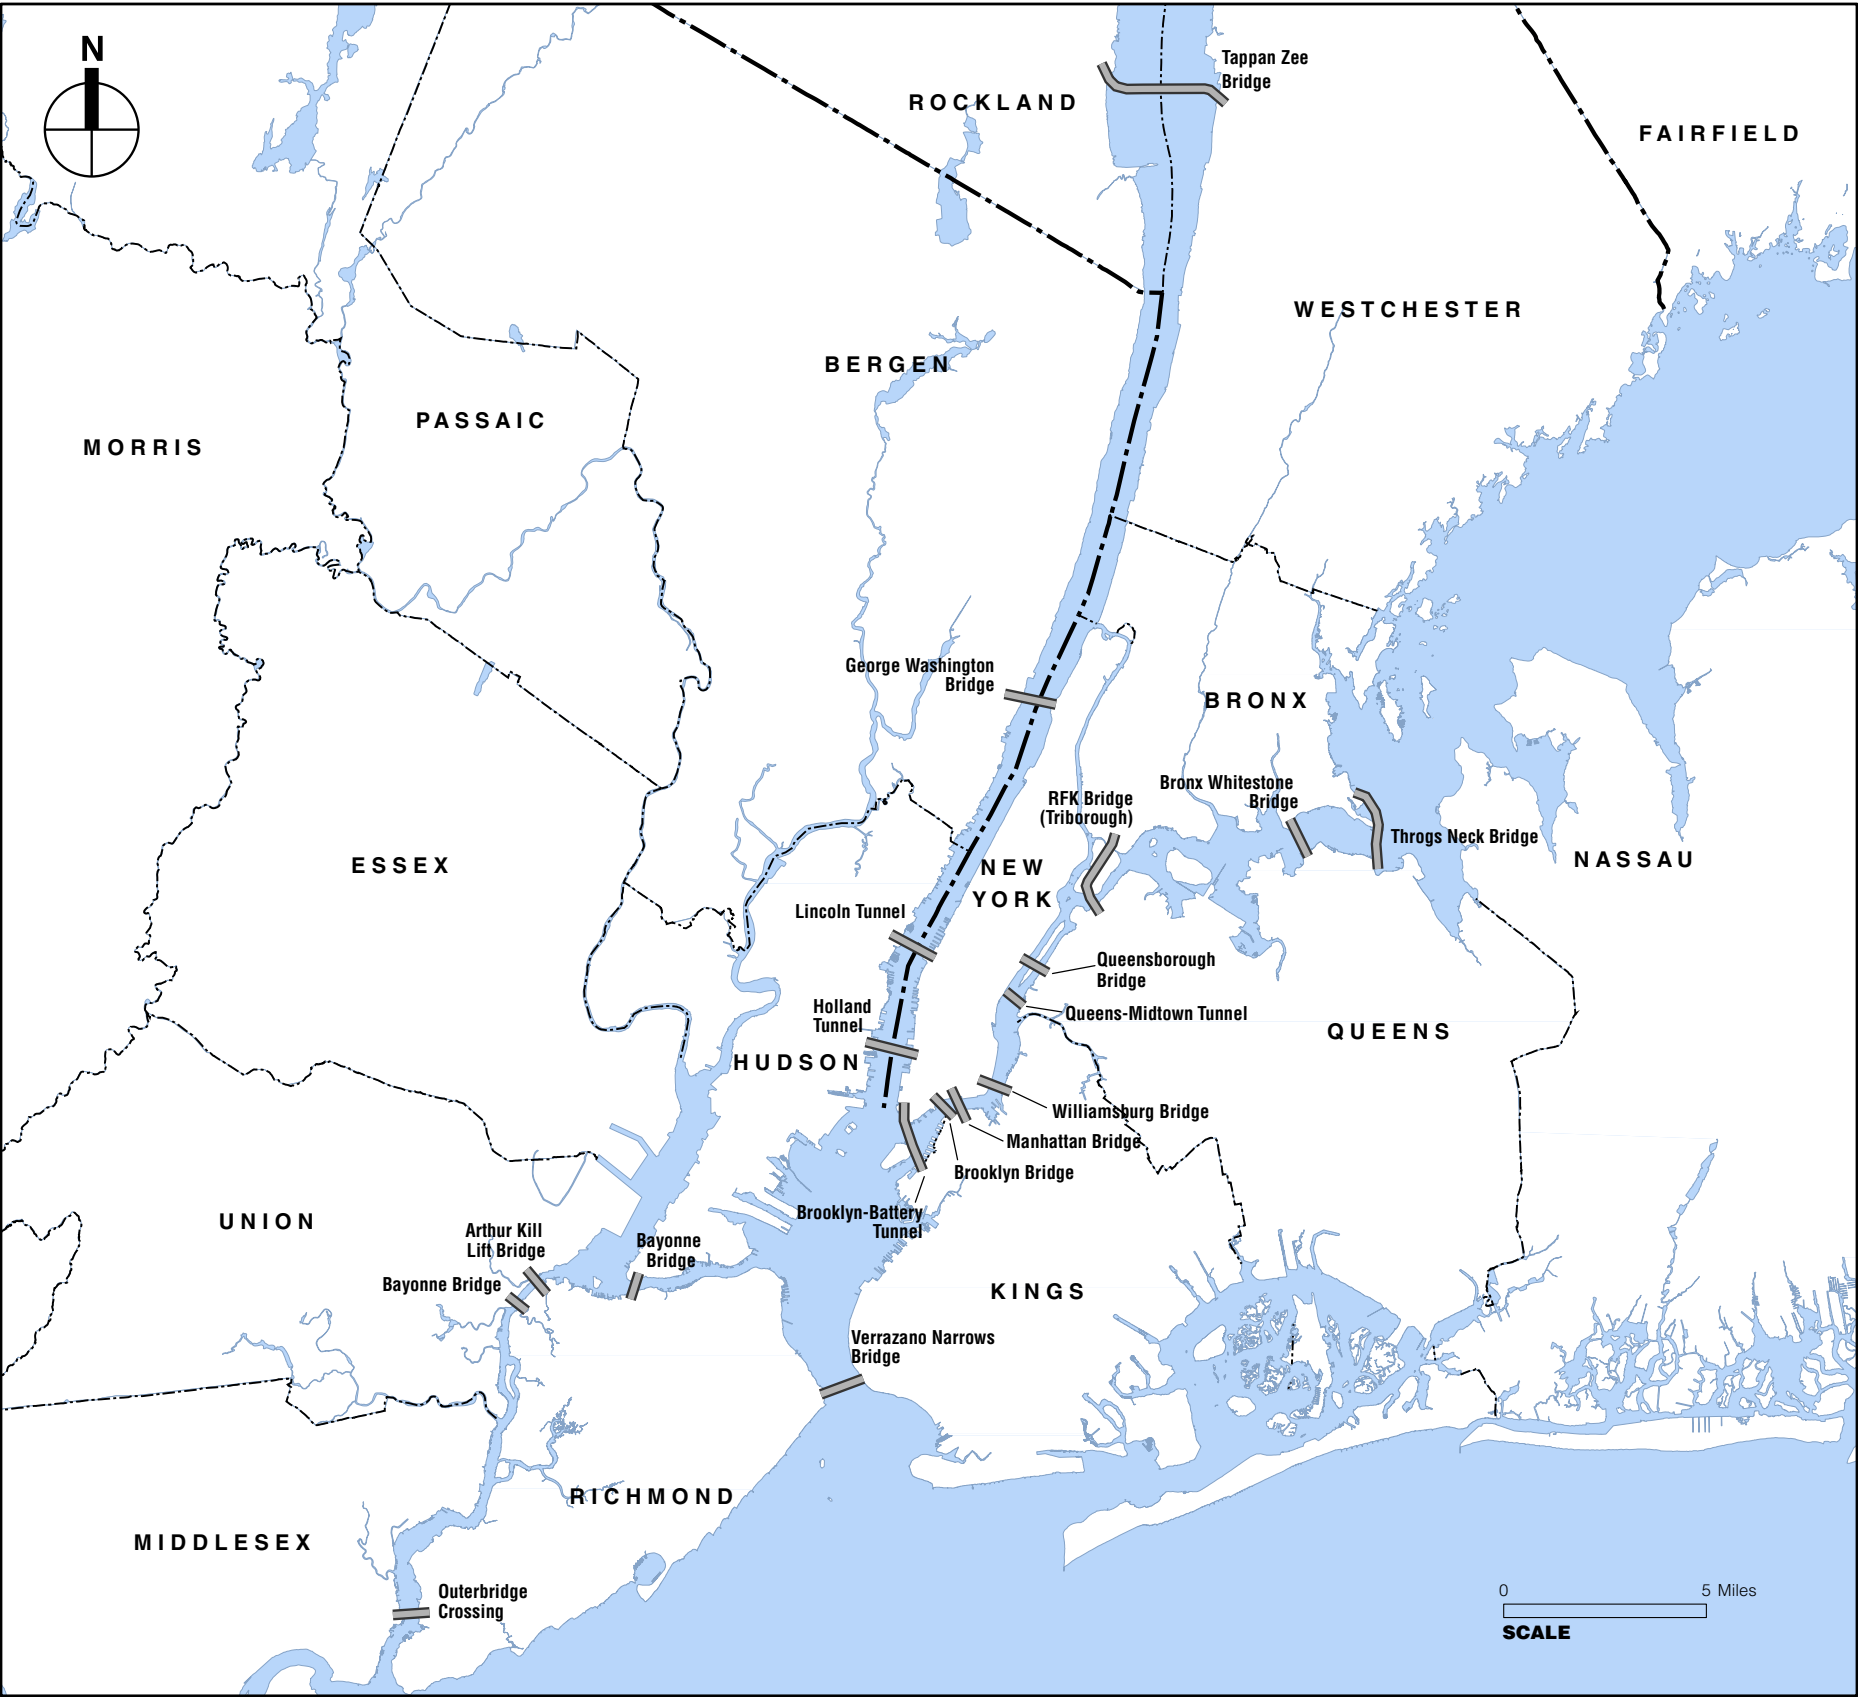 N
Tappan Zee
Bridge
ROCKLAND
FAIRFIELD
WESTCHESTER
BERGEN
PASSAIC
MORRIS
George Washington
Bridge
BRONX
Bronx Whitestone
Bridge
RFK Bridge
(Triborough)
Throgs Neck Bridge
NASSAU
ESSEX
NEW
YORK
Lincoln Tunnel
Queensborough
Bridge
Holland
Tunnel
Queens-Midtown Tunnel
QUEENS
HUDSON
Williamsburg Bridge
Manhattan Bridge
Brooklyn Bridge
Brooklyn-Battery
Tunnel
UNION
Arthur Kill
Lift Bridge
Bayonne
Bridge
Bayonne Bridge
KINGS
Verrazano Narrows
Bridge
RICHMOND
MIDDLESEX
Outerbridge
Crossing
0 5 Miles
SCALE